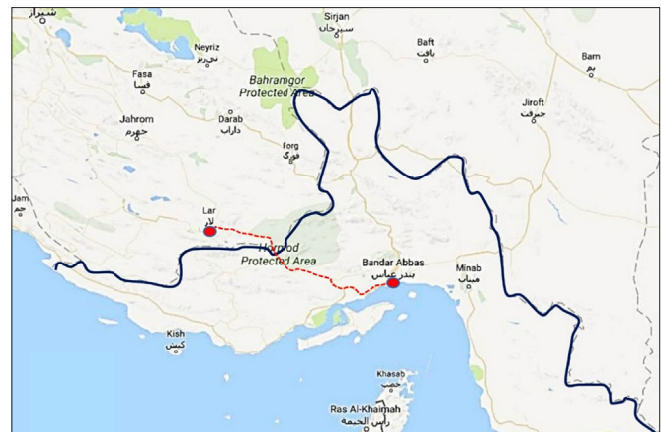 شیراز
Sirjan
سیرجان
Neyriz
نی‌ریز
Baft
بافت
Bam
بم
Fasa
فسا
Bahramgor
Protected Area
Jiroft
جیرفت
Jahrom
جهرم
Darab
داراب
forg
فورگ
Jam
جم
Lar
لار
Hormod
Protected Area
Bandar Abbas
بندر عباس
Minab
میناب
Kish
کیش
Khasab
خصب
Ras Al-Khaimah
رأس الخيمة